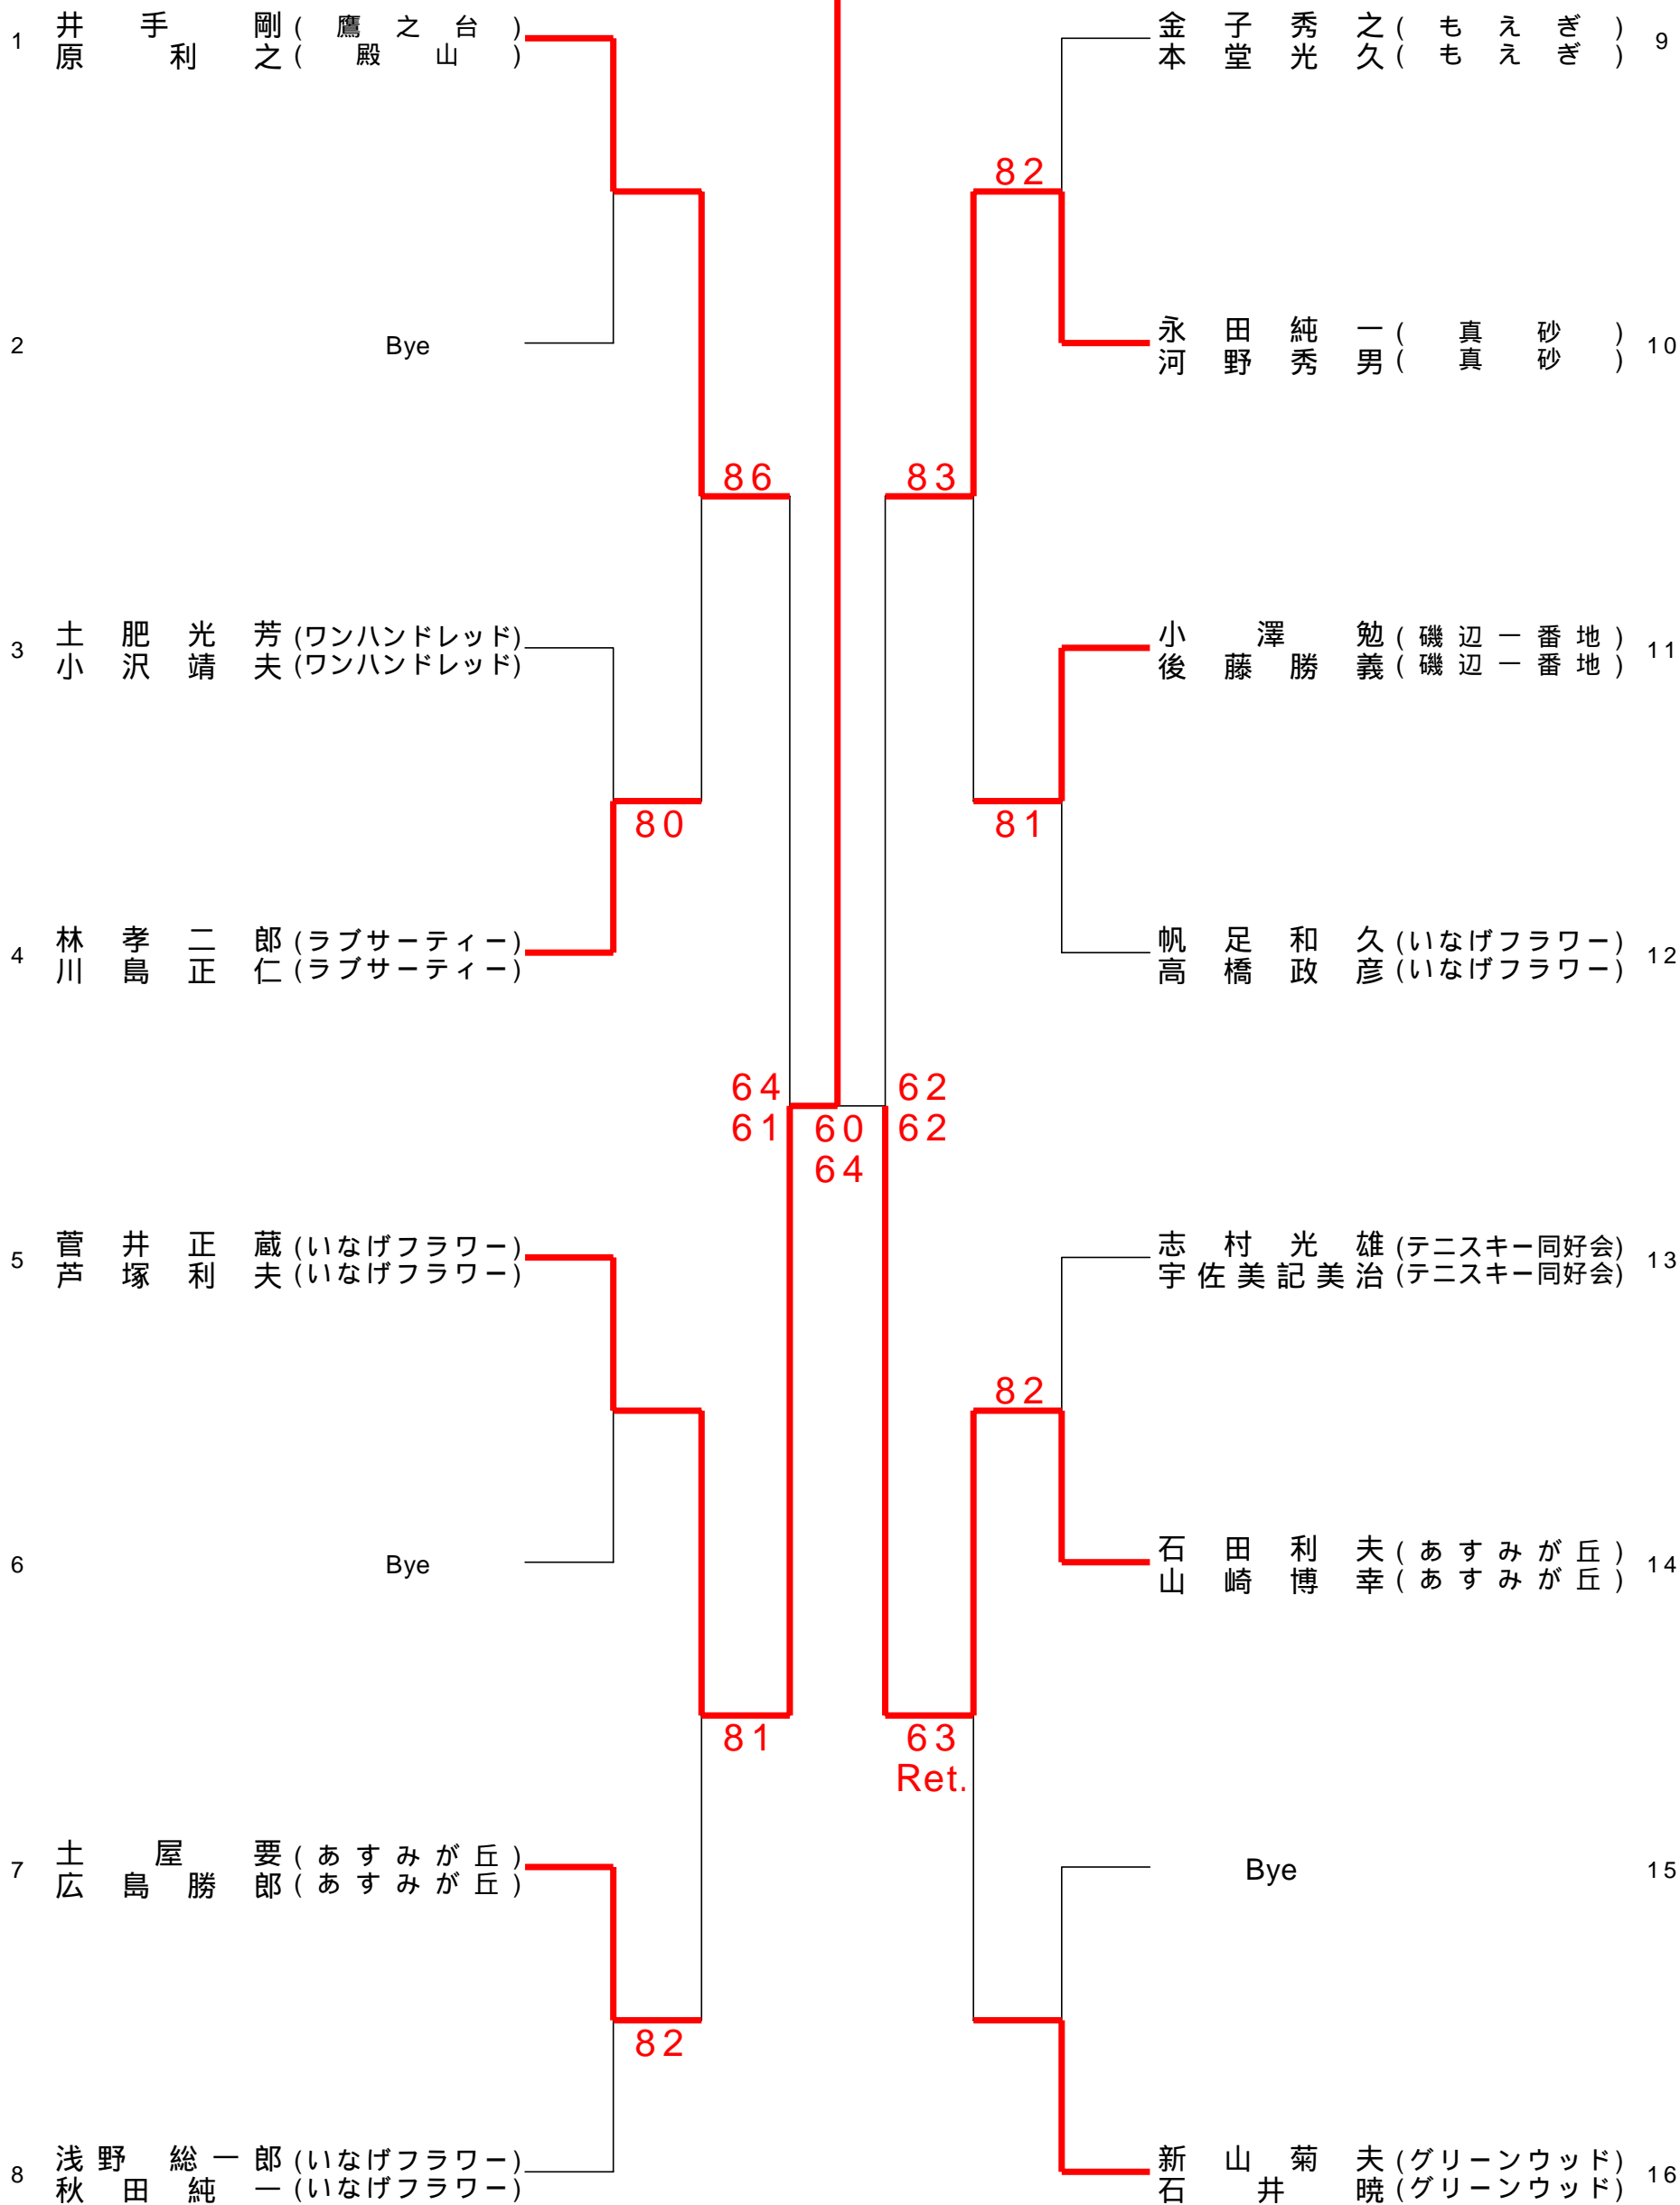 1 井手剛(鷹之台)
原利之(殿山)
2 Bye
86
3 土肥光芳(ワンハンドレッド)
小沢靖夫(ワンハンドレッド)
80
4 林孝二郎(ラブサーティー)
川島正仁(ラブサーティー)
64
61
60
64
5 菅井正蔵(いなげフラワー)
芦塚利夫(いなげフラワー)
6 Bye
81
7 土屋要(あすみが丘)
広島勝郎(あすみが丘)
82
8 浅野総一郎(いなげフラワー)
秋田純一(いなげフラワー)
金子秀之(もえぎ) 9
本堂光久(もえぎ)
82
永田純一(真砂) 10
河野秀男(真砂)
83
小澤勉(磯辺一番地) 11
後藤勝義(磯辺一番地)
81
帆足和久(いなげフラワー) 12
高橋政彦(いなげフラワー)
62
62
志村光雄(テニスキー同好会) 13
宇佐美記美治(テニスキー同好会)
82
石田利夫(あすみが丘) 14
山崎博幸(あすみが丘)
63
Ret.
Bye 15
新山菊夫(グリーンウッド) 16
石井暁(グリーンウッド)